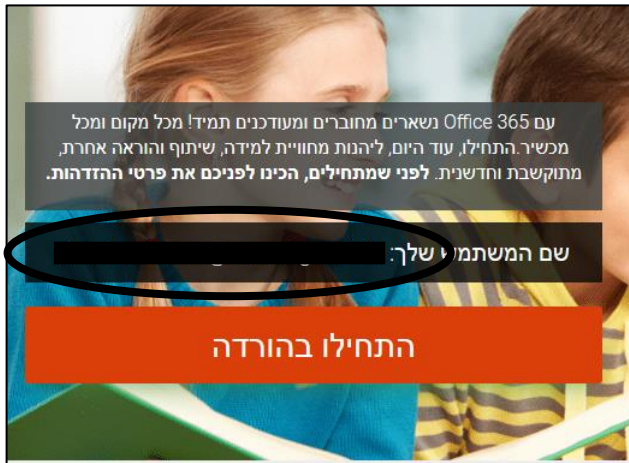 עם Office 365 נשארים מחוברים ומעודכנים תמיד! מכל מקום ומכל
מכשיר.התחילו, עוד היום, ליהנות מחוויית למידה, שיתוף והוראה אחרת,
מתוקשבת וחדשנית. לפני שמתחילים, הכינו לפניכם את פרטי ההזדהות.
שם המשתמש שלך:
התחילו בהורדה